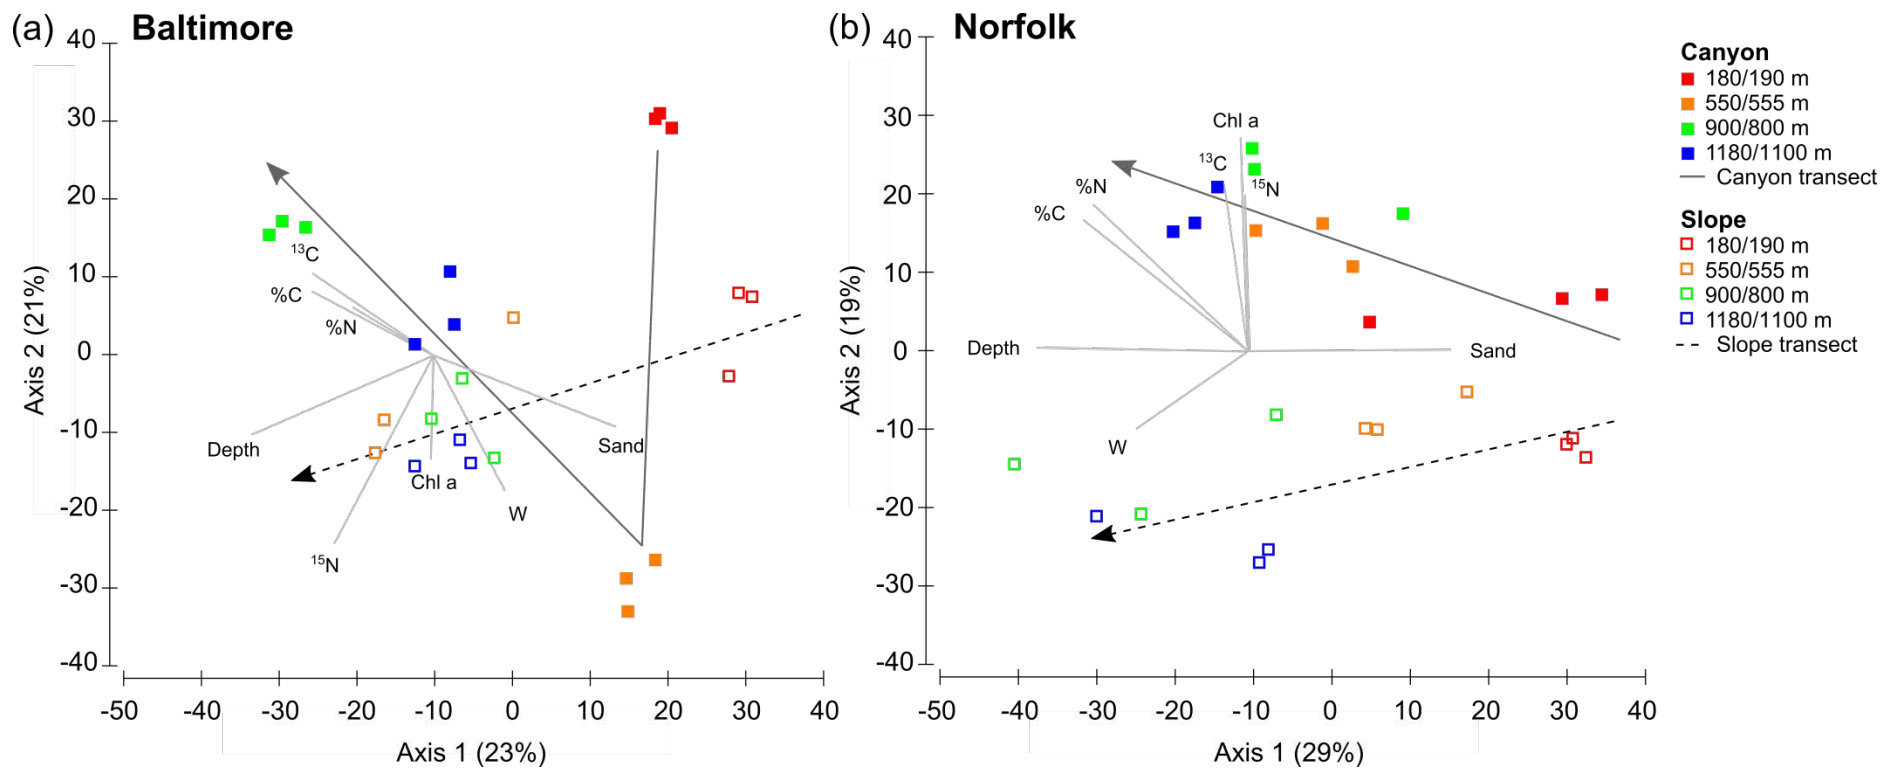 (a) Baltimore
40
30
20
10
0
-10
-20
-30
-40
Axis 2 (21%)
-50 -40 -30 -20 -10 0 10 20 30 40
Axis 1 (23%)
13C
%C
%N
Depth
Sand
Chl a
W
15N
(b) Norfolk
40
30
20
10
0
-10
-20
-30
-40
Axis 2 (19%)
-50 -40 -30 -20 -10 0 10 20 30 40
Axis 1 (29%)
Chl a
13C
15N
%N
%C
Depth
Sand
W
Canyon
180/190 m
550/555 m
900/800 m
1180/1100 m
Canyon transect
Slope
180/190 m
550/555 m
900/800 m
1180/1100 m
Slope transect